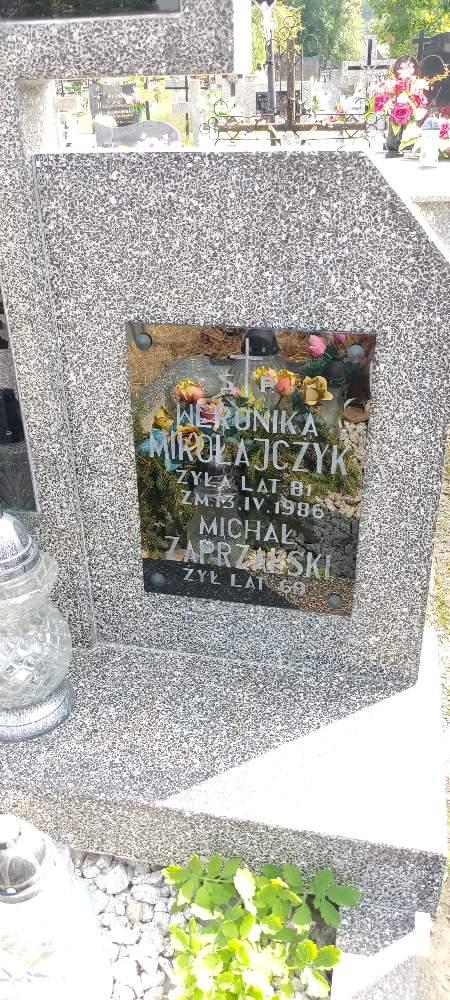 Ś P
WERONIKA
MIKOŁAJCZYK
ŻYŁA LAT 81
ZM.13.IV.1986
MICHAŁ
ZAPRZALSKI
ŻYŁ LAT 69